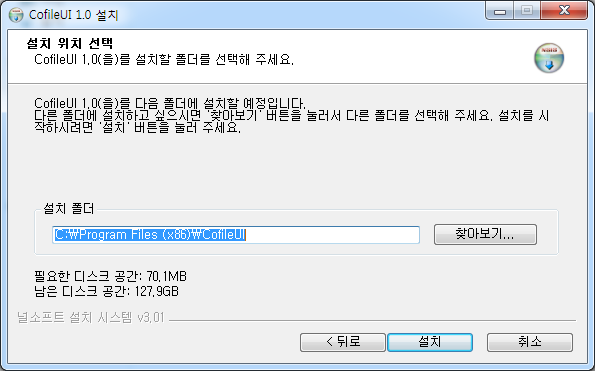 CofileUI 1.0 설치
설치 위치 선택
CofileUI 1.0(을)를 설치할 폴더를 선택해 주세요.
CofileUI 1.0(을)를 다음 폴더에 설치할 예정입니다.
다른 폴더에 설치하고 싶으시면 '찾아보기' 버튼을 눌러서 다른 폴더를 선택해 주세요. 설치를 시
작하시려면 '설치' 버튼을 눌러 주세요.
설치 폴더
C:₩Program Files (x86)₩CofileUI
찾아보기...
필요한 디스크 공간: 70.1MB
남은 디스크 공간: 127.9GB
널소프트 설치 시스템 v3.01
< 뒤로
설치
취소